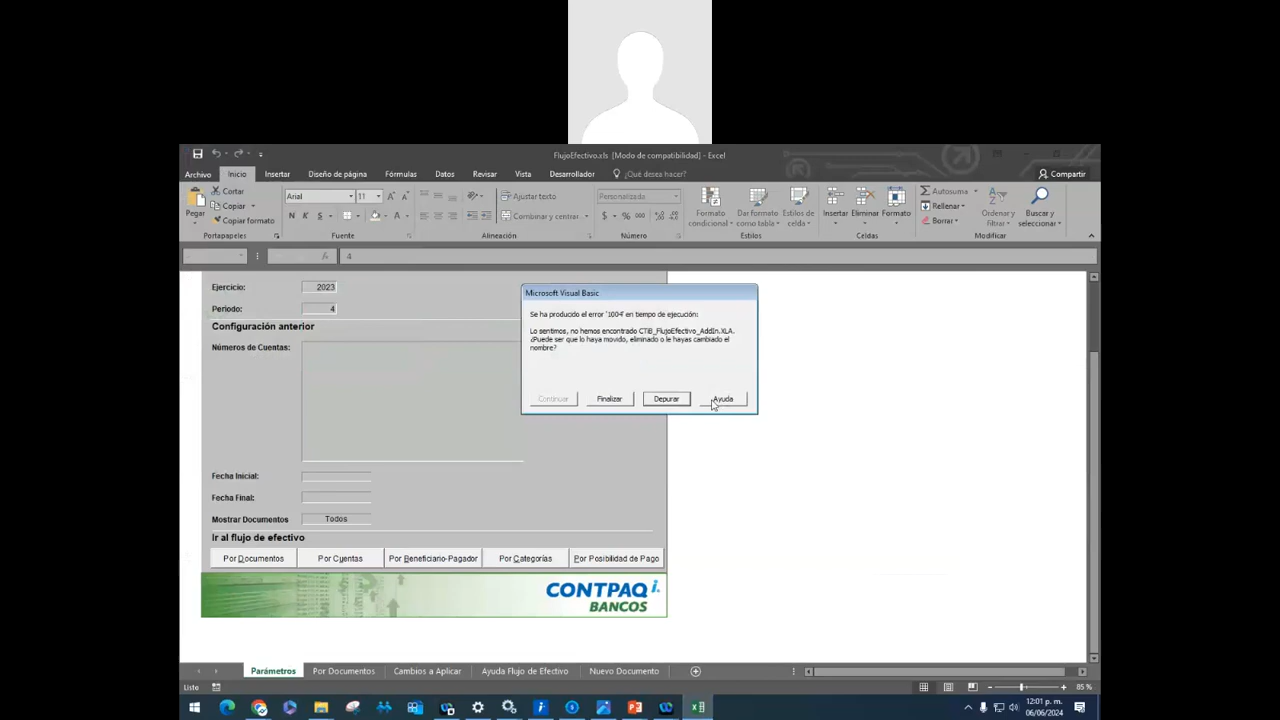 FlujoEfectivo.xls [Modo de compatibilidad] - Excel
Archivo Inicio Insertar Diseño de página Fórmulas Datos Revisar Vista Desarrollador ¿Qué desea hacer? Compartir
Pegar Cortar Copiar Copiar formato
Arial 11
N K S
Ajustar texto
Combinar y centrar
Personalizada
$ % 000
Formato condicional Dar formato como tabla Estilos de celda
Insertar Eliminar Formato
Autosuma
Rellenar
Borrar
Ordenar y filtrar Buscar y seleccionar
Portapapeles Fuente Alineación Número Estilos Celdas Modificar
fx 4
Ejercicio: 2023
Periodo: 4
Configuración anterior
Números de Cuentas:
Fecha Inicial:
Fecha Final:
Mostrar Documentos Todos
Ir al flujo de efectivo
Por Documentos Por Cuentas Por Beneficiario-Pagador Por Categorías Por Posibilidad de Pago
CONTPAQ i.
BANCOS
Microsoft Visual Basic
Se ha producido el error '1004' en tiempo de ejecución:
Lo sentimos, no hemos encontrado CTiB_FlujoEfectivo_AddIn.XLA.
¿Puede ser que lo haya movido, eliminado o le hayas cambiado el
nombre?
Continuar Finalizar Depurar Ayuda
Parámetros Por Documentos Cambios a Aplicar Ayuda Flujo de Efectivo Nuevo Documento
Listo 85 %
12:01 p. m.
06/06/2024